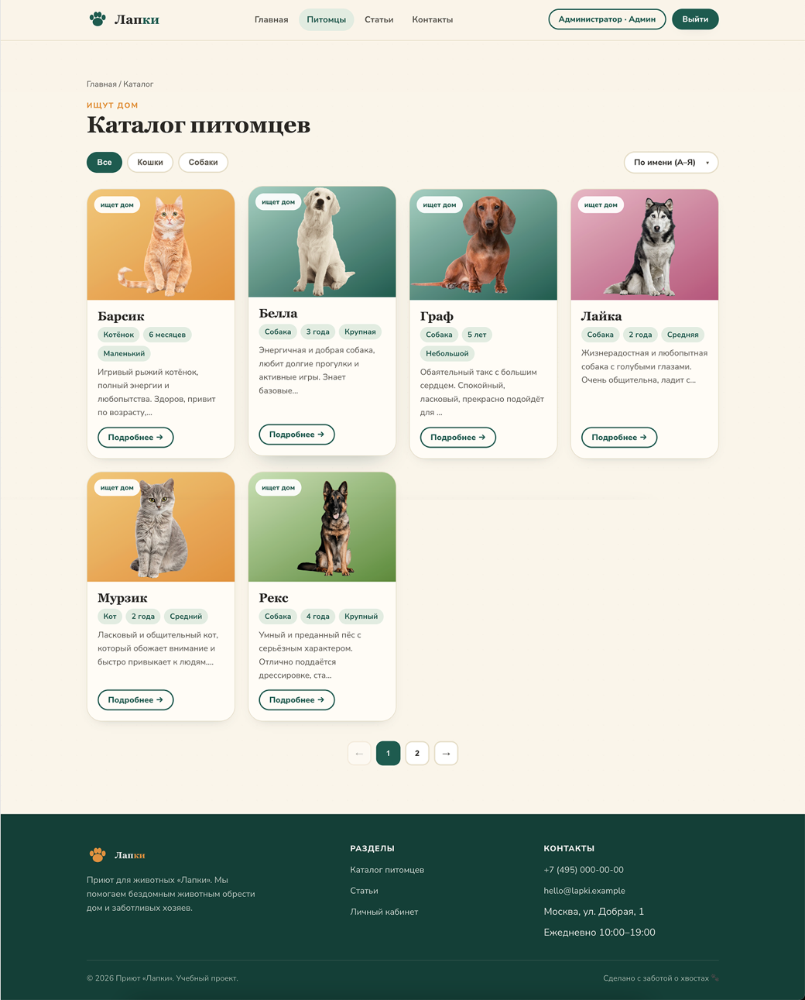 Лапки
Главная Питомцы Статьи Контакты
Администратор · Админ Выйти
Главная / Каталог
ИЩУТ ДОМ
Каталог питомцев
Все Кошки Собаки
По имени (А–Я)
ищет дом
Барсик
Котёнок 6 месяцев
Маленький
Игривый рыжий котёнок,
полный энергии и
любопытства. Здоров, привит
по возрасту,...
Подробнее →
ищет дом
Белла
Собака 3 года Крупная
Энергичная и добрая собака,
любит долгие прогулки и
активные игры. Знает
базовые...
Подробнее →
ищет дом
Граф
Собака 5 лет
Небольшой
Обаятельный такс с большим
сердцем. Спокойный,
ласковый, прекрасно подойдёт
для ...
Подробнее →
ищет дом
Лайка
Собака 2 года Средняя
Жизнерадостная и любопытная
собака с голубыми глазами.
Очень общительна, ладит с...
Подробнее →
ищет дом
Мурзик
Кот 2 года Средний
Ласковый и общительный кот,
который обожает внимание и
быстро привыкает к людям....
Подробнее →
ищет дом
Рекс
Собака 4 года Крупный
Умный и преданный пёс с
серьёзным характером.
Отлично поддаётся
дрессировке, ста...
Подробнее →
← 1 2 →
Лапки
Приют для животных «Лапки». Мы
помогаем бездомным животным обрести
дом и заботливых хозяев.
РАЗДЕЛЫ
Каталог питомцев
Статьи
Личный кабинет
КОНТАКТЫ
+7 (495) 000-00-00
hello@lapki.example
Москва, ул. Добрая, 1
Ежедневно 10:00–19:00
© 2026 Приют «Лапки». Учебный проект.
Сделано с заботой о хвостах 🐾